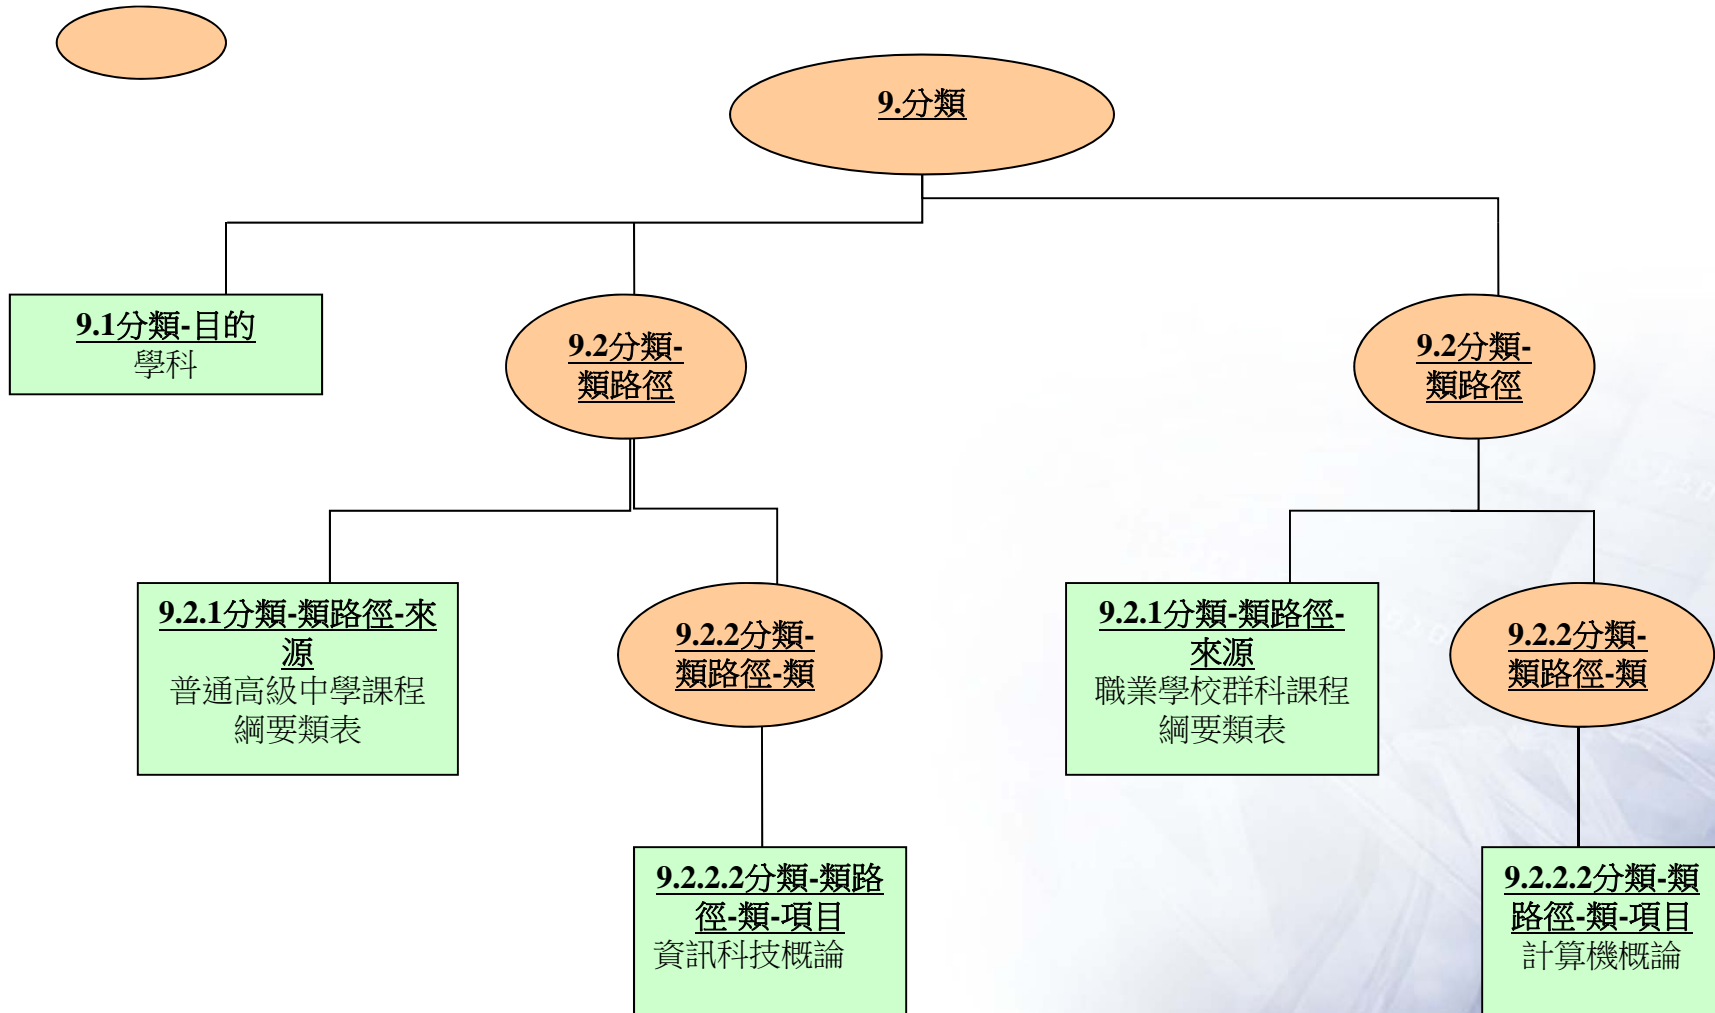 9.分類
9.1分類-目的
學科
9.2分類-
類路徑
9.2分類-
類路徑
9.2.1分類-類路徑-來
源
普通高級中學課程
綱要類表
9.2.2分類-
類路徑-類
9.2.1分類-類路徑-
來源
職業學校群科課程
綱要類表
9.2.2分類-
類路徑-類
9.2.2.2分類-類路
徑-類-項目
資訊科技概論
9.2.2.2分類-類
路徑-類-項目
計算機概論